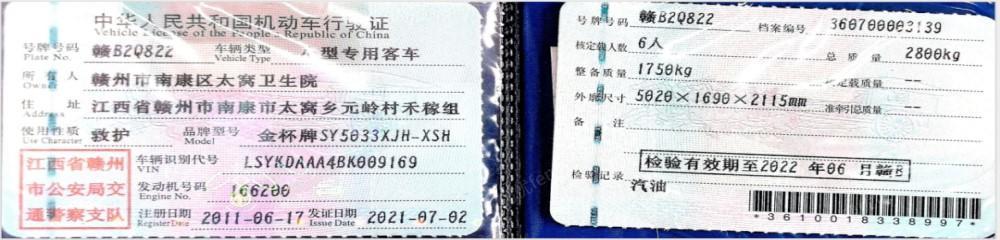 中华人民共和国机动车行驶证
Vehicle License of the People's Republic of China
号牌号码 Plate No. 赣B2Q822 车辆类型 Vehicle Type 型专用客车
所有人 Owner 赣州市南康区太窝卫生院
住址 Address 江西省赣州市南康市太窝乡元岭村禾稼组
使用性质 Use Character 救护 品牌型号 Model 金杯牌SY5033XJH-XSH
江西省赣州
市公安局交
通警察支队
车辆识别代号 VIN LSYKDAAA4BK009169
发动机号码 Engine No. 166200
注册日期 Register Date 2011-06-17 发证日期 Issue Date 2021-07-02
号牌号码 赣B2Q822 档案编号 360700003139
核定载人数 6人 总质量 2800kg
整备质量 1750kg 定载质量 --
外廓尺寸 5020×1690×2115mm 准牵引总质量 --
备注
检验有效期至2022年06月赣B
检验记录
汽油
*3610018338997*